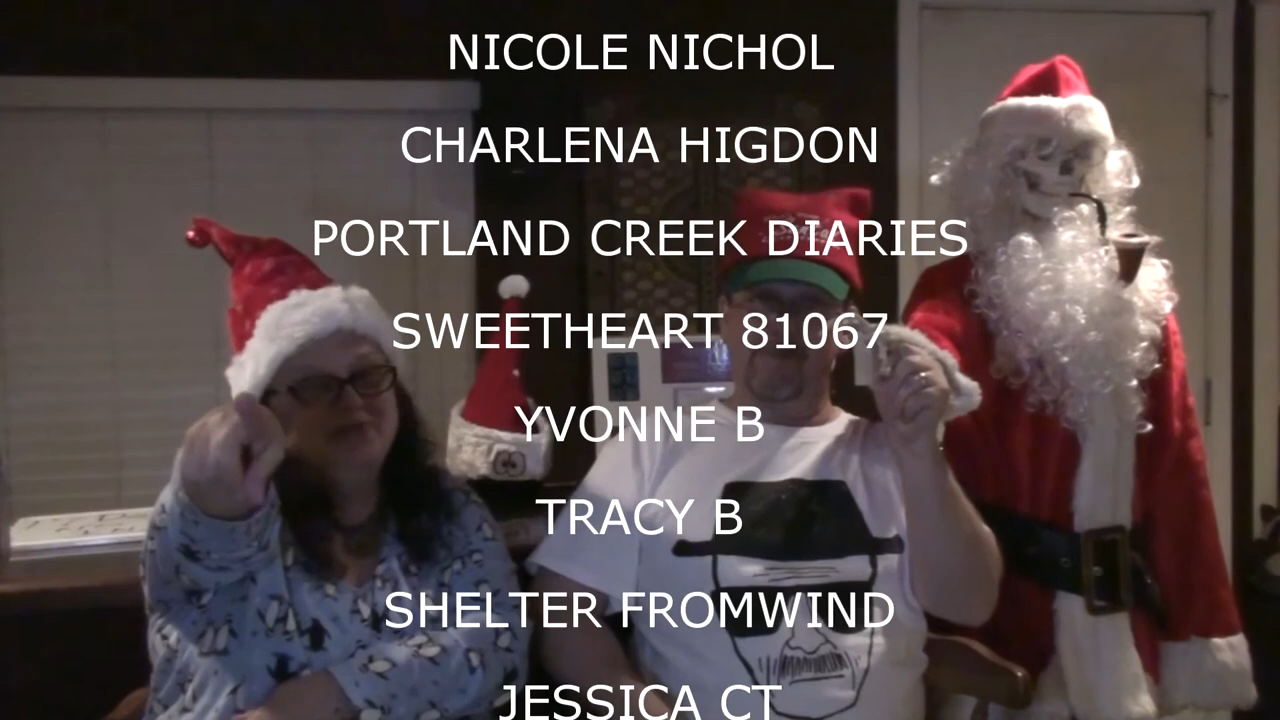 NICOLE NICHOL
CHARLENA HIGDON
PORTLAND CREEK DIARIES
SWEETHEART 81067
YVONNE B
TRACY B
SHELTER FROMWIND
JESSICA CT